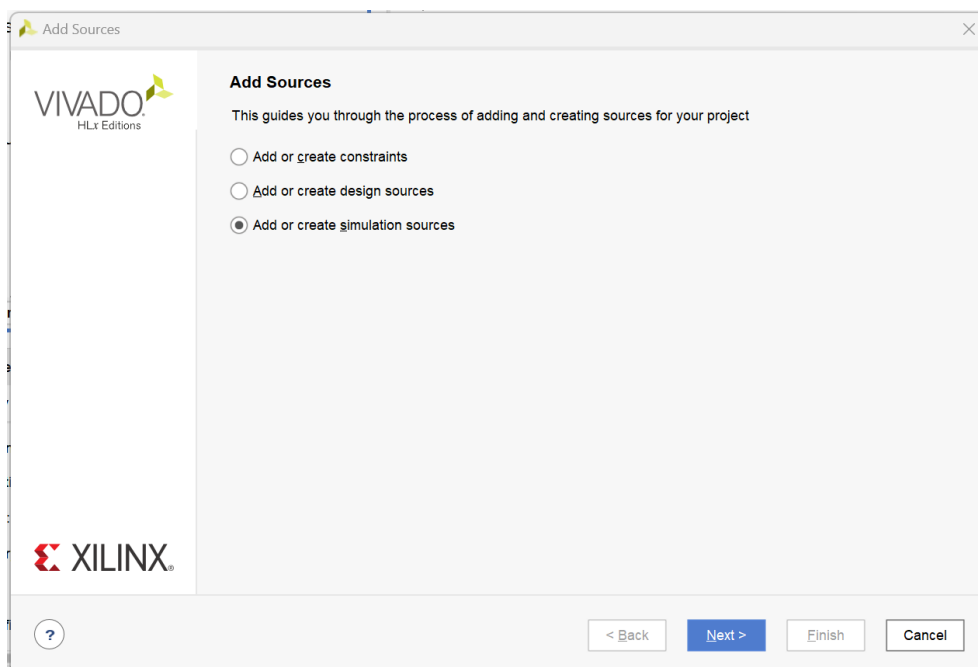 Add Sources
VIVADO.
HLx Editions
Add Sources
This guides you through the process of adding and creating sources for your project
Add or create constraints
Add or create design sources
Add or create simulation sources
XILINX®
?
< Back
Next >
Finish
Cancel